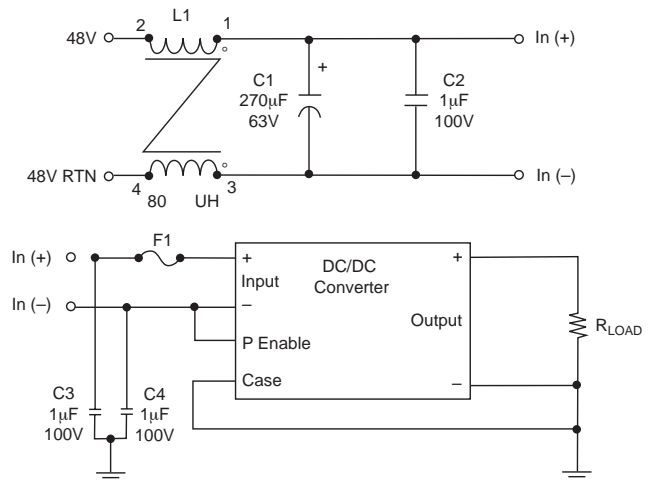 L1
2 1
48V In (+)
+
C1
270μF
63V
C2
1μF
100V
48V RTN In (–)
4 3
80 UH
F1
In (+) +
Input
DC/DC
Converter
+
In (–) –
Output
RLOAD
P Enable
Case –
C3
1μF
100V
C4
1μF
100V